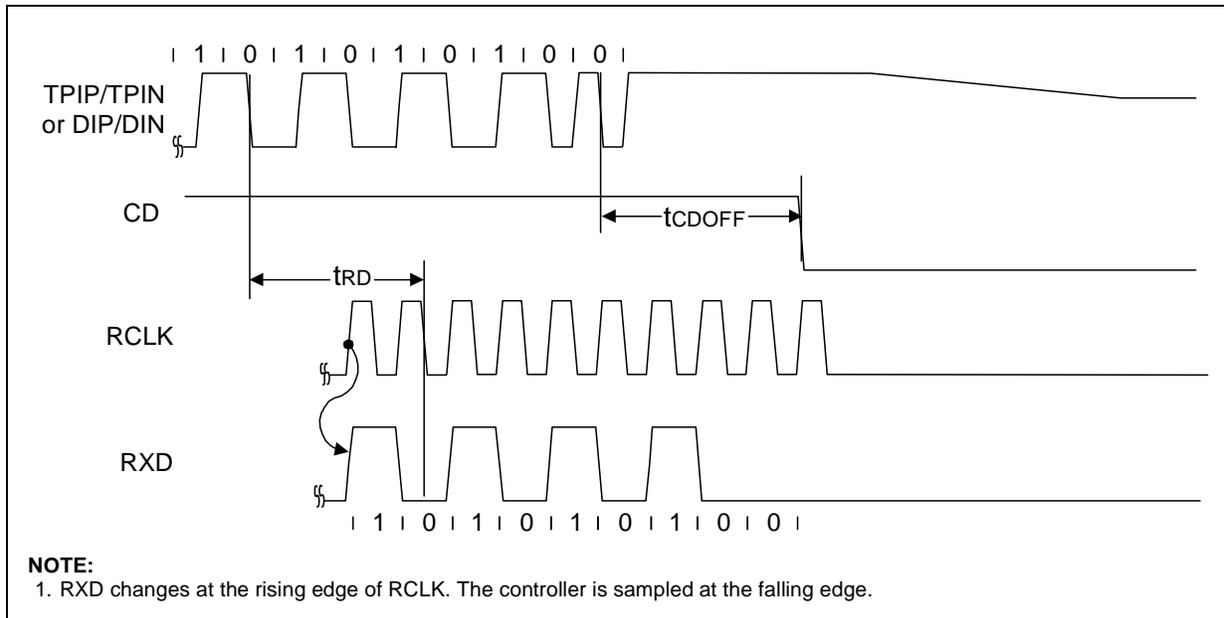 1 0 1 0 1 0 1 0 0
TPIP/TPIN
or DIP/DIN
CD
tCDOFF
tRD
RCLK
RXD
1 0 1 0 1 0 1 0 0
NOTE:
1. RXD changes at the rising edge of RCLK. The controller is sampled at the falling edge.